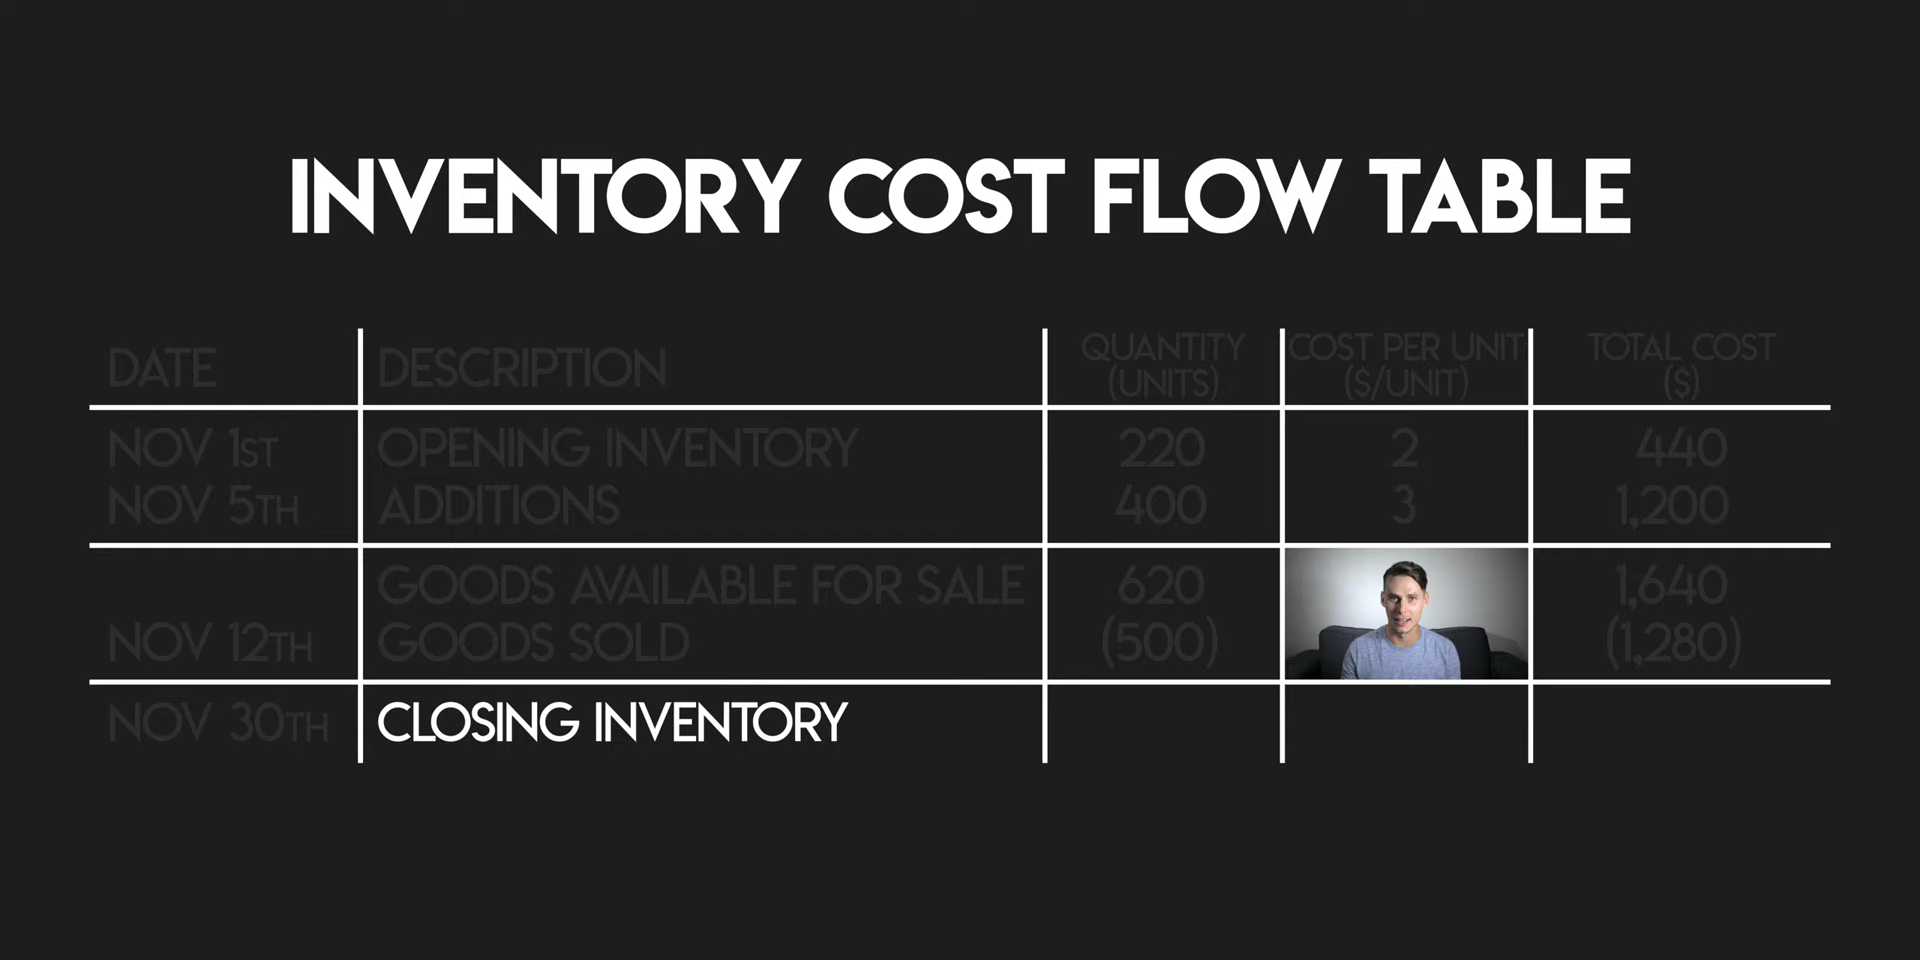 INVENTORY COST FLOW TABLE
DATE DESCRIPTION QUANTITY (UNITS) COST PER UNIT ($/UNIT) TOTAL COST ($)
NOV 1ST OPENING INVENTORY 220 2 440
NOV 5TH ADDITIONS 400 3 1,200
GOODS AVAILABLE FOR SALE 620 1,640
NOV 12TH GOODS SOLD (500) (1,280)
NOV 30TH CLOSING INVENTORY